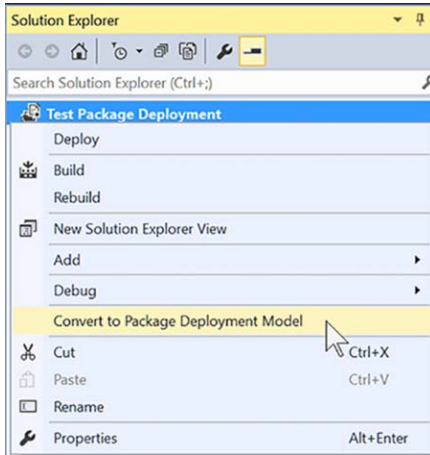 Solution Explorer
Search Solution Explorer (Ctrl+;)
Test Package Deployment
Deploy
Build
Rebuild
New Solution Explorer View
Add
Debug
Convert to Package Deployment Model
Cut Ctrl+X
Paste Ctrl+V
Rename
Properties Alt+Enter